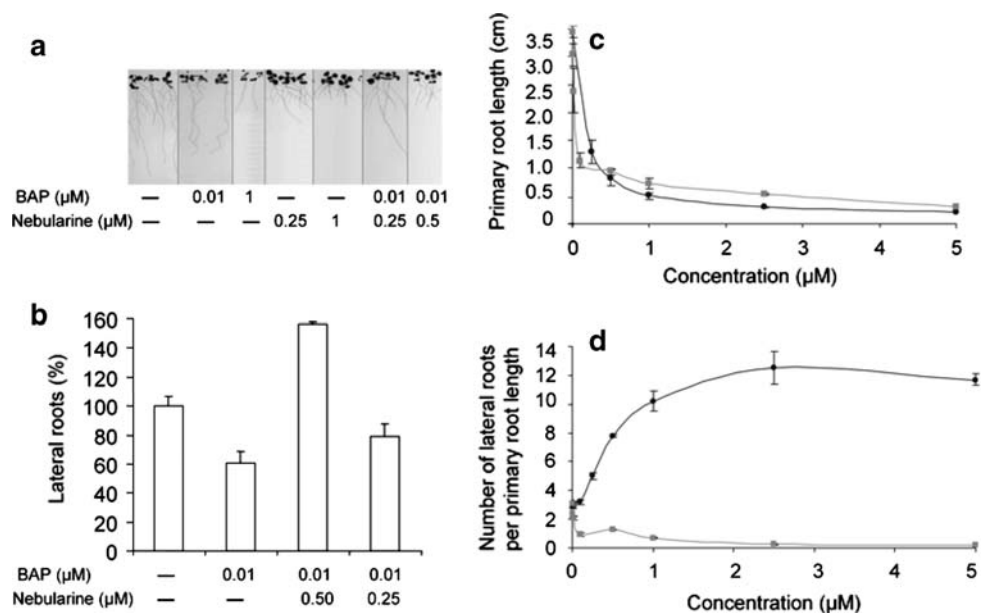 a
BAP (µM) — 0.01 1 — — 0.01 0.01
Nebularine (µM) — — — 0.25 1 0.25 0.5
b
Lateral roots (%)
160
140
120
100
80
60
40
20
0
BAP (µM) — 0.01 0.01 0.01
Nebularine (µM) — — 0.50 0.25
c
Primary root length (cm)
3.5
3.0
2.5
2.0
1.5
1.0
0.5
0
0 1 2 3 4 5
Concentration (µM)
d
Number of lateral roots
per primary root length
14
12
10
8
6
4
2
0
0 1 2 3 4 5
Concentration (µM)